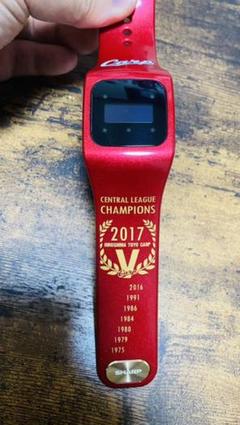 Carp
CENTRAL LEAGUE
CHAMPIONS
2017
HIROSHIMA TOYO CARP
V
2016
1991
1986
1984
1980
1979
1975
SHARP